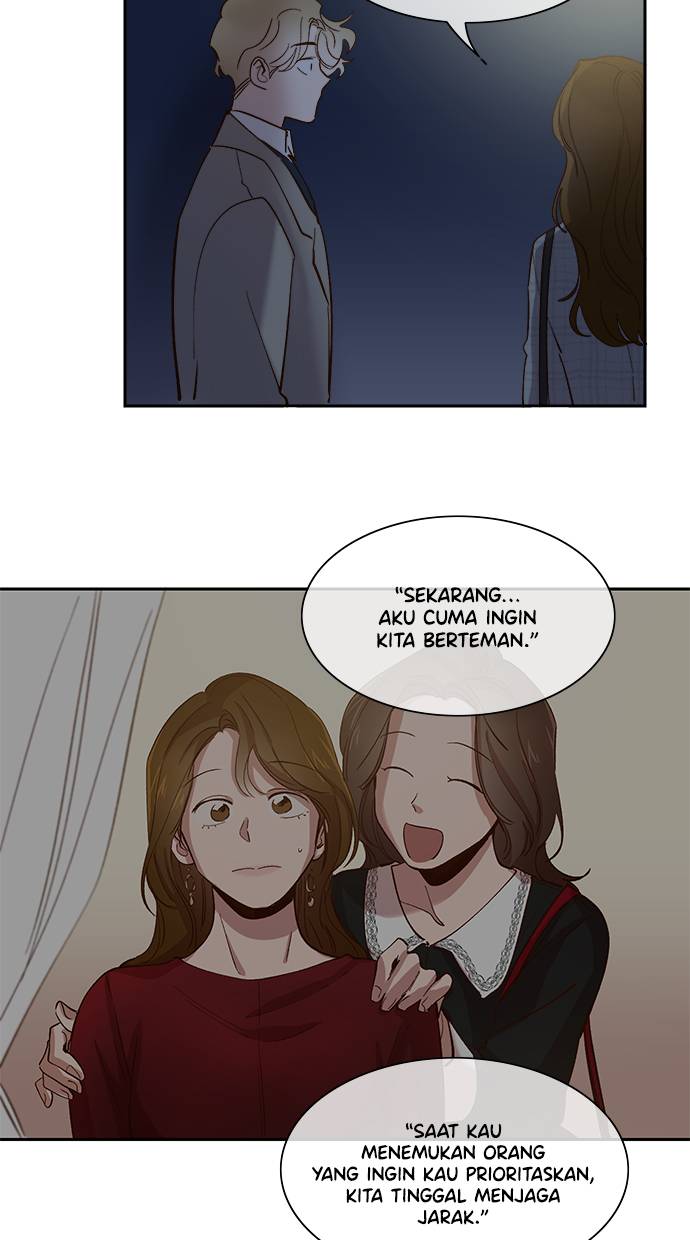 “SEKARANG...
AKU CUMA INGIN
KITA BERTEMAN.”
“SAAT KAU
MENEMUKAN ORANG
YANG INGIN KAU PRIORITASKAN,
KITA TINGGAL MENJAGA
JARAK.”